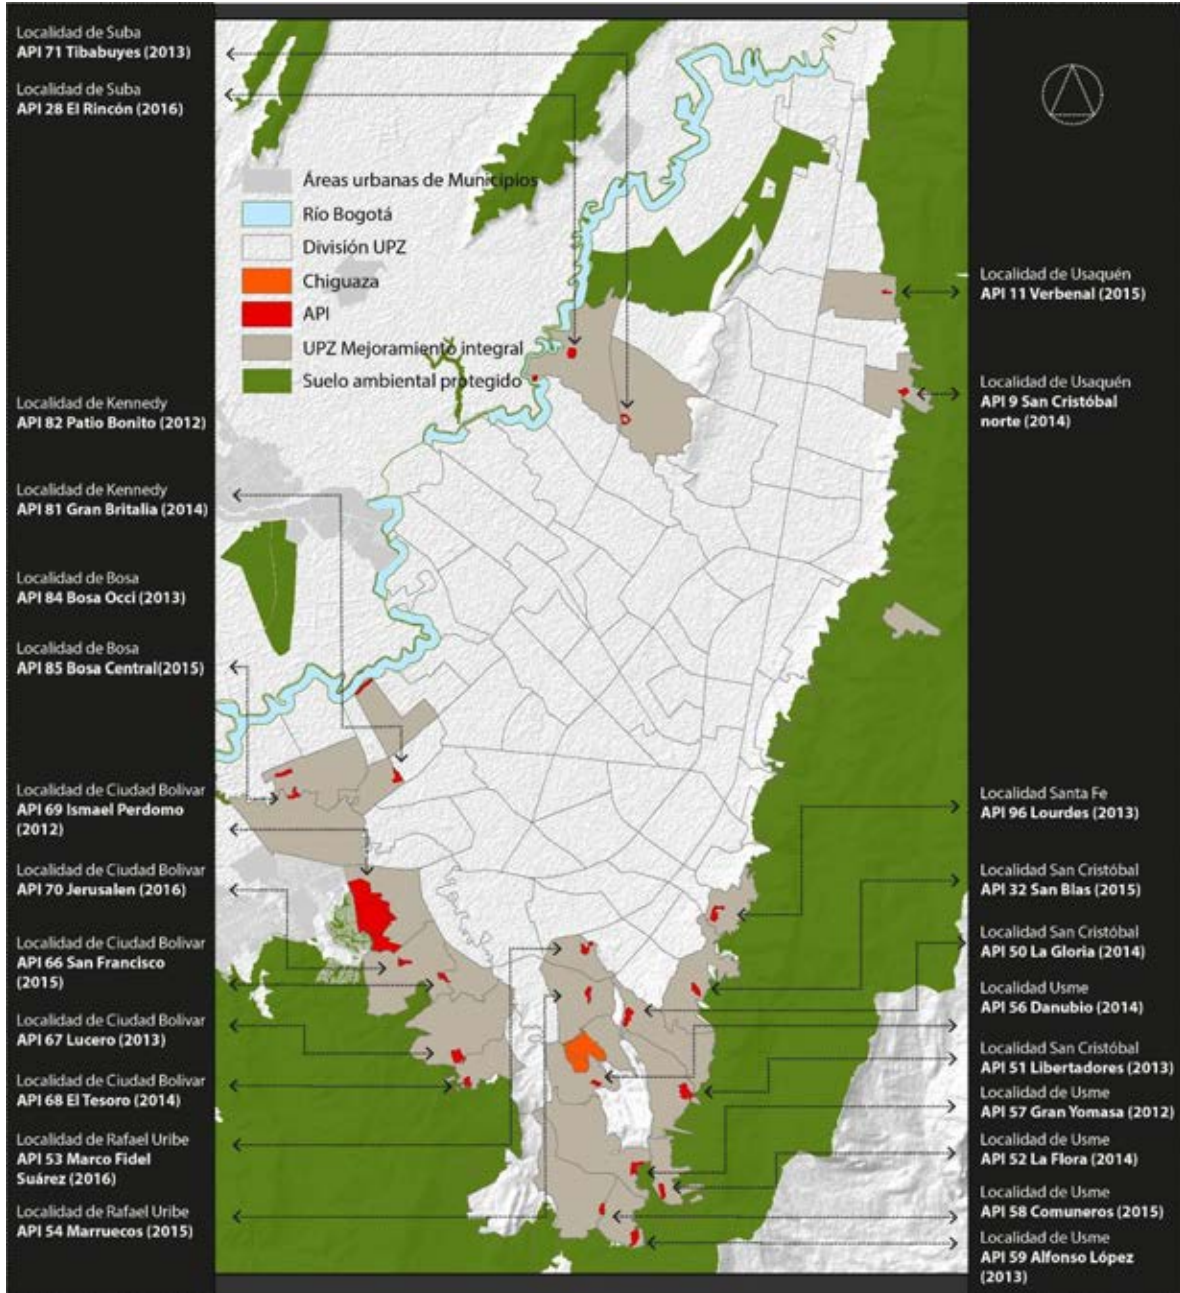 Localidad de Suba
API 71 Tibabuyes (2013)
Localidad de Suba
API 28 El Rincón (2016)
Áreas urbanas de Municipios
Río Bogotá
División UPZ
Chiguaza
API
UPZ Mejoramiento integral
Suelo ambiental protegido
Localidad de Kennedy
API 82 Patio Bonito (2012)
Localidad de Kennedy
API 81 Gran Britalia (2014)
Localidad de Bosa
API 84 Bosa Occi (2013)
Localidad de Bosa
API 85 Bosa Central(2015)
Localidad de Ciudad Bolivar
API 69 Ismael Perdomo
(2012)
Localidad de Ciudad Bolivar
API 70 Jerusalen (2016)
Localidad de Ciudad Bolivar
API 66 San Francisco
(2015)
Localidad de Ciudad Bolivar
API 67 Lucero (2013)
Localidad de Ciudad Bolivar
API 68 El Tesoro (2014)
Localidad de Rafael Uribe
API 53 Marco Fidel
Suárez (2016)
Localidad de Rafael Uribe
API 54 Marruecos (2015)
Localidad de Usaquén
API 11 Verbenal (2015)
Localidad de Usaquén
API 9 San Cristóbal
norte (2014)
Localidad Santa Fe
API 96 Lourdes (2013)
Localidad San Cristóbal
API 32 San Blas (2015)
Localidad San Cristóbal
API 50 La Gloria (2014)
Localidad Usme
API 56 Danubio (2014)
Localidad San Cristóbal
API 51 Libertadores (2013)
Localidad de Usme
API 57 Gran Yomasa (2012)
Localidad de Usme
API 52 La Flora (2014)
Localidad de Usme
API 58 Comuneros (2015)
Localidad de Usme
API 59 Alfonso López
(2013)